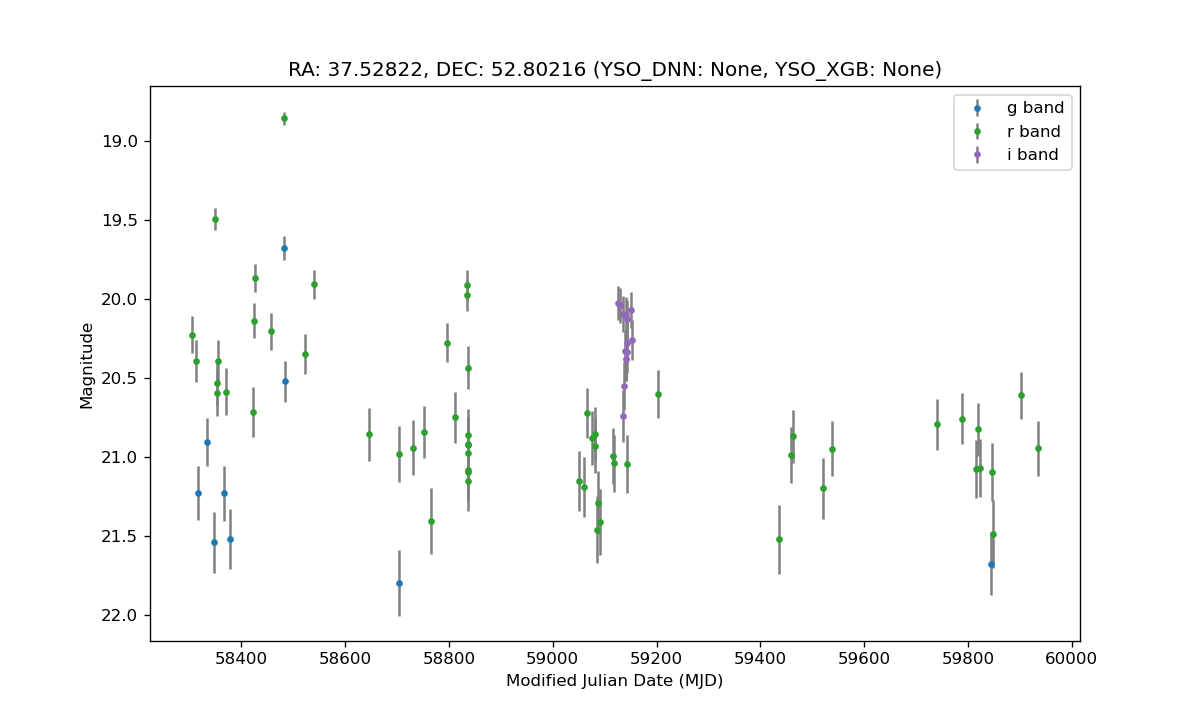 RA: 37.52822, DEC: 52.80216 (YSO_DNN: None, YSO_XGB: None)
g band
r band
i band
19.0
19.5
20.0
20.5
21.0
21.5
22.0
Magnitude
58400 58600 58800 59000 59200 59400 59600 59800 60000
Modified Julian Date (MJD)